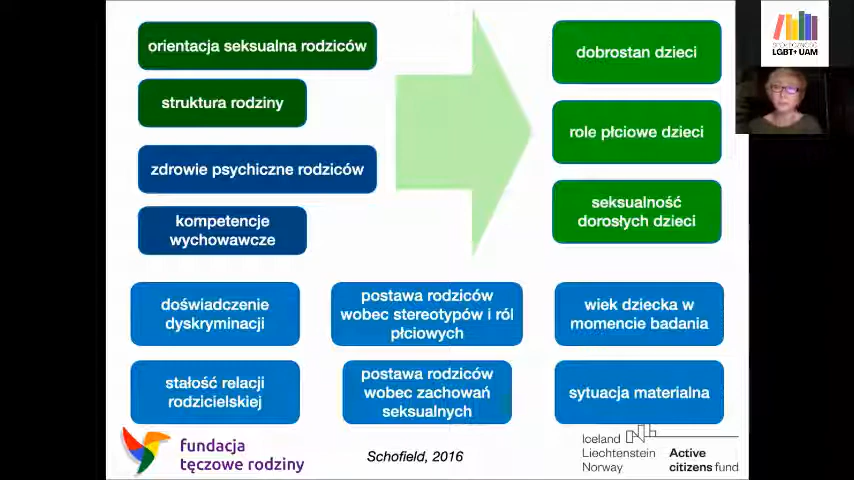 orientacja seksualna rodziców
struktura rodziny
zdrowie psychiczne rodziców
kompetencje
wychowawcze
dobrostan dzieci
role płciowe dzieci
seksualność
dorosłych dzieci
doświadczenie
dyskryminacji
postawa rodziców
wobec stereotypów i ról
płciowych
wiek dziecka w
momencie badania
stałość relacji
rodzicielskiej
postawa rodziców
wobec zachowań
seksualnych
sytuacja materialna
fundacja
tęczowe rodziny
Schofield, 2016
Iceland
Liechtenstein
Norway
Active
citizens fund
SPOŁECZNOŚĆ
LGBT+ UAM